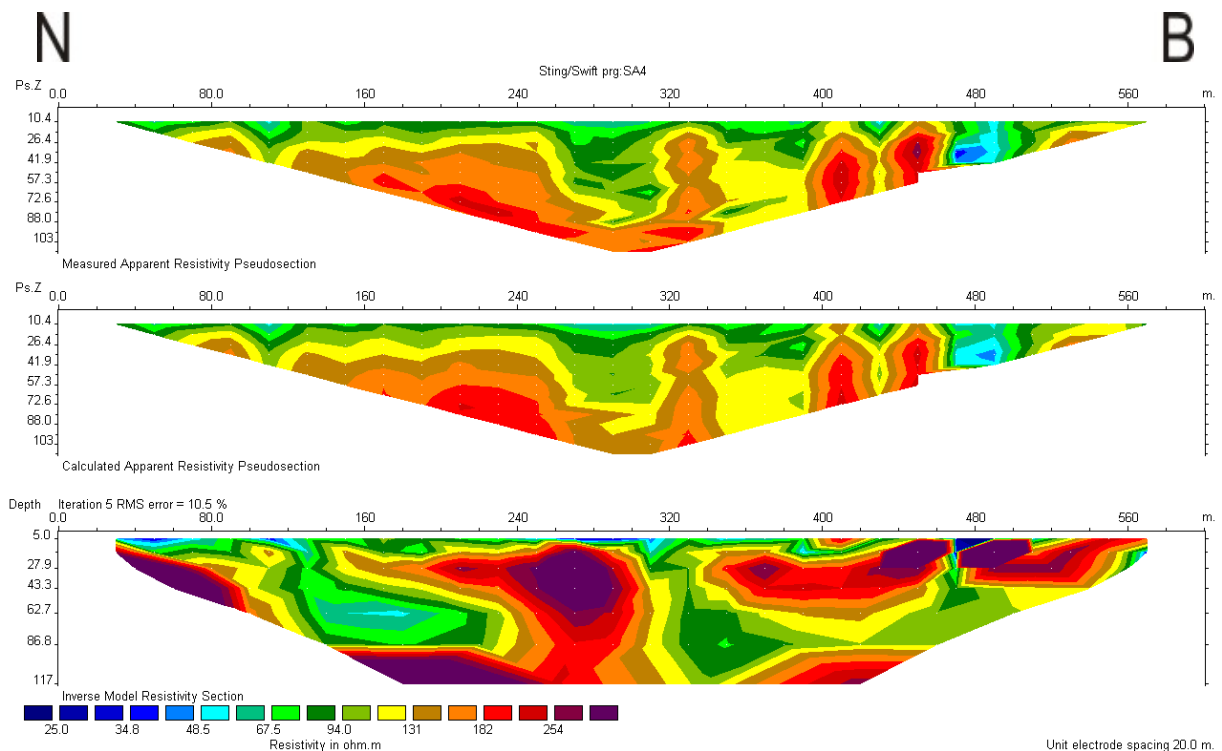 N B
Sting/Swift prg:SA4
Ps.Z 0.0 80.0 160 240 320 400 480 560 m.
10.4
26.4
41.9
57.3
72.6
88.0
103.
Measured Apparent Resistivity Pseudosection
Ps.Z 0.0 80.0 160 240 320 400 480 560 m.
10.4
26.4
41.9
57.3
72.6
88.0
103.
Calculated Apparent Resistivity Pseudosection
Depth Iteration 5 RMS error = 10.5 %
0.0 80.0 160 240 320 400 480 560 m.
5.0
27.9
43.3
62.7
86.8
117.
Inverse Model Resistivity Section
25.0 34.8 48.5 67.5 94.0 131 182 254
Resistivity in ohm.m Unit electrode spacing 20.0 m.